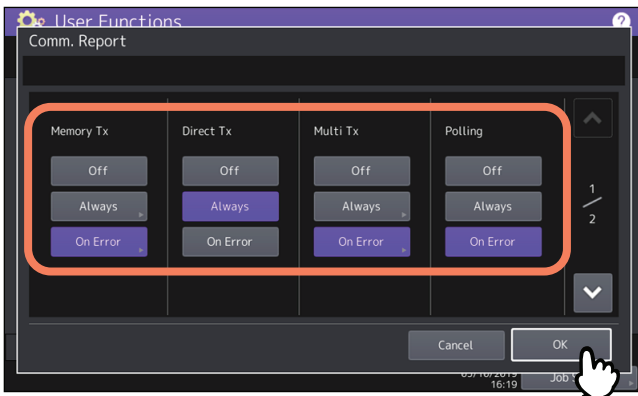 User Functions
?
Comm. Report
Memory Tx
Direct Tx
Multi Tx
Polling
Off
Off
Off
Off
Always
Always
Always
Always
On Error
On Error
On Error
On Error
1
2
Cancel
OK
16:19
Job